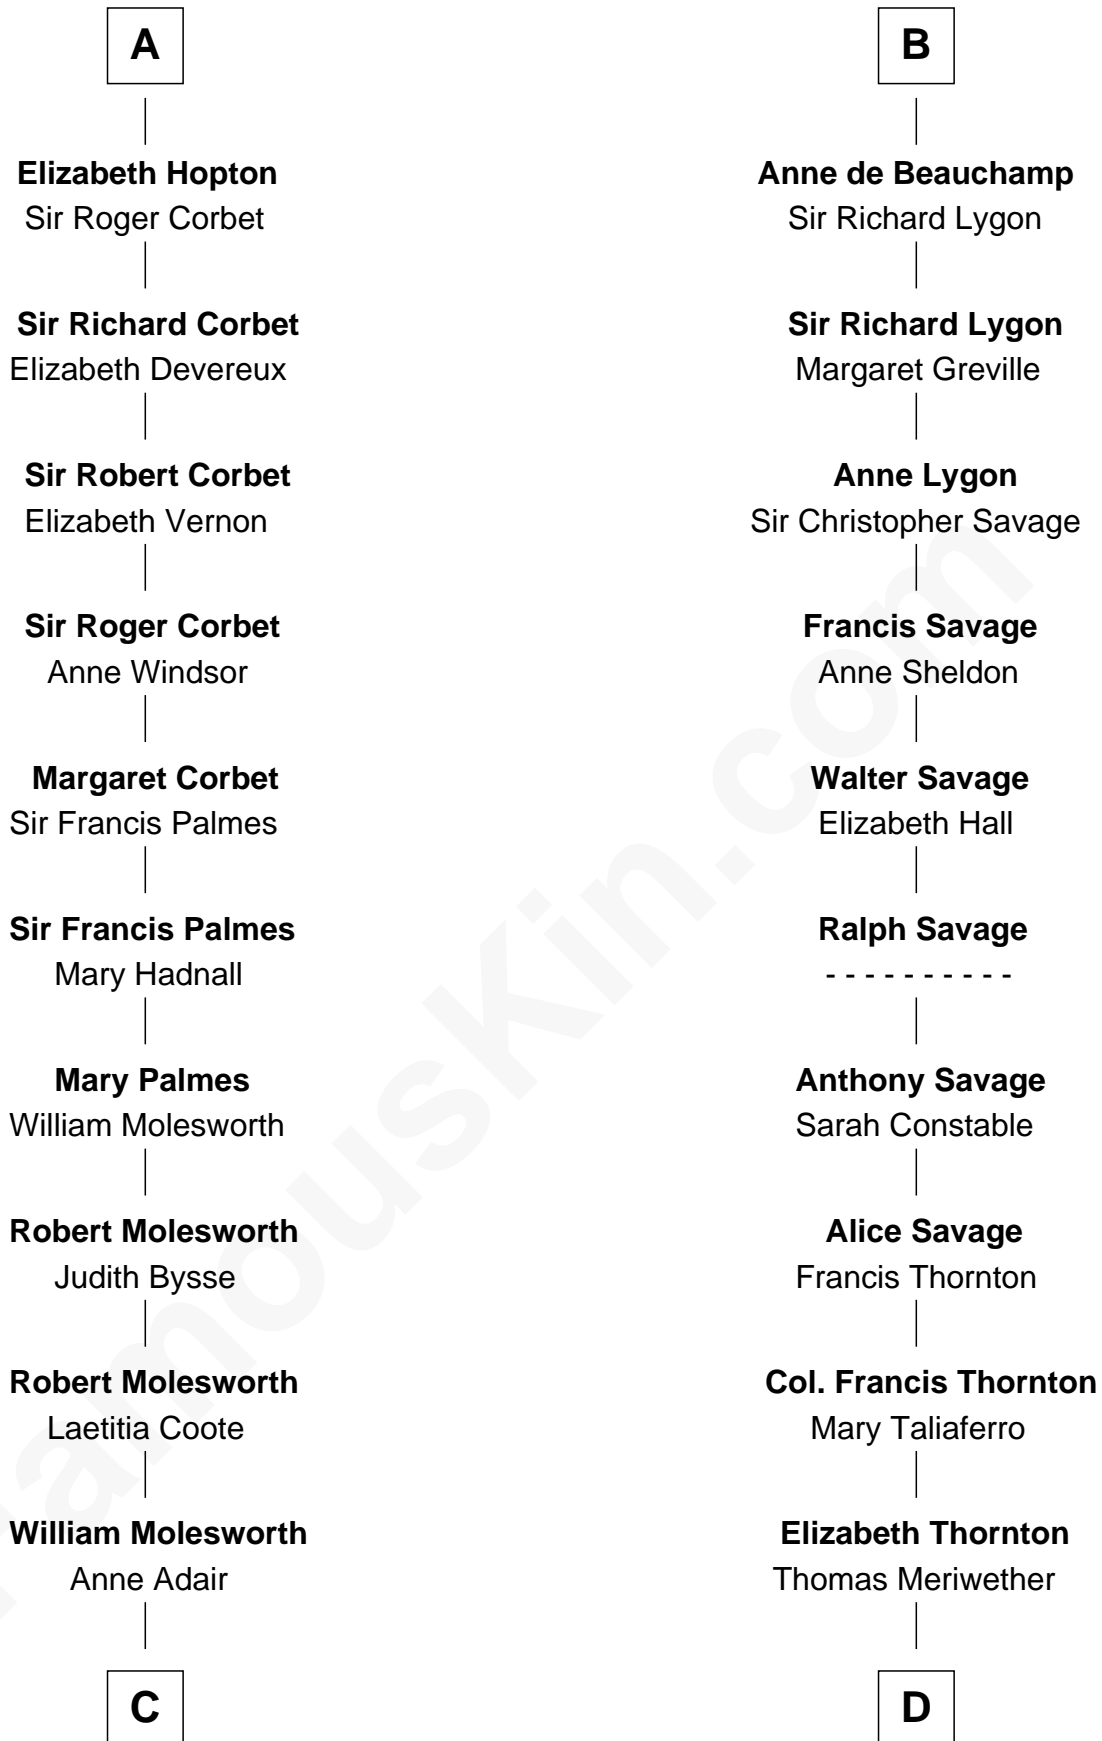 A
Elizabeth Hopton
Sir Roger Corbet
Sir Richard Corbet
Elizabeth Devereux
Sir Robert Corbet
Elizabeth Vernon
Sir Roger Corbet
Anne Windsor
Margaret Corbet
Sir Francis Palmes
Sir Francis Palmes
Mary Hadnall
Mary Palmes
William Molesworth
Robert Molesworth
Judith Bysse
Robert Molesworth
Laetitia Coote
William Molesworth
Anne Adair
C
B
Anne de Beauchamp
Sir Richard Lygon
Sir Richard Lygon
Margaret Greville
Anne Lygon
Sir Christopher Savage
Francis Savage
Anne Sheldon
Walter Savage
Elizabeth Hall
Ralph Savage
- - - - - - - - - -
Anthony Savage
Sarah Constable
Alice Savage
Francis Thornton
Col. Francis Thornton
Mary Taliaferro
Elizabeth Thornton
Thomas Meriwether
D
FamousKin.com